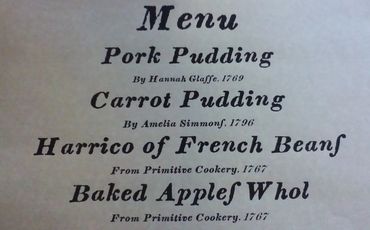 Menu
Pork Pudding
By Hannah Glaſſe. 1769
Carrot Pudding
By Amelia Simmonſ. 1796
Harrico of French Beanſ
From Primitive Cookery. 1767
Baked Appleſ Whol
From Primitive Cookery. 1767